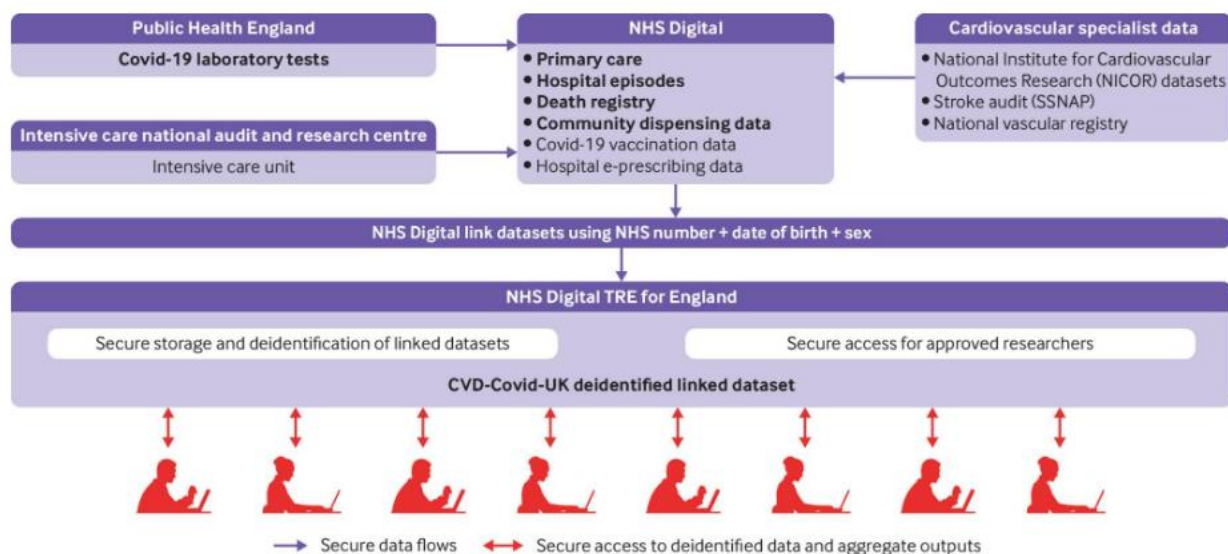 Public Health England
Covid-19 laboratory tests
Intensive care national audit and research centre
Intensive care unit
NHS Digital
• Primary care
• Hospital episodes
• Death registry
• Community dispensing data
• Covid-19 vaccination data
• Hospital e-prescribing data
Cardiovascular specialist data
• National Institute for Cardiovascular
Outcomes Research (NICOR) datasets
• Stroke audit (SSNAP)
• National vascular registry
NHS Digital link datasets using NHS number + date of birth + sex
NHS Digital TRE for England
Secure storage and deidentification of linked datasets
Secure access for approved researchers
CVD-Covid-UK deidentified linked dataset
Secure data flows
Secure access to deidentified data and aggregate outputs